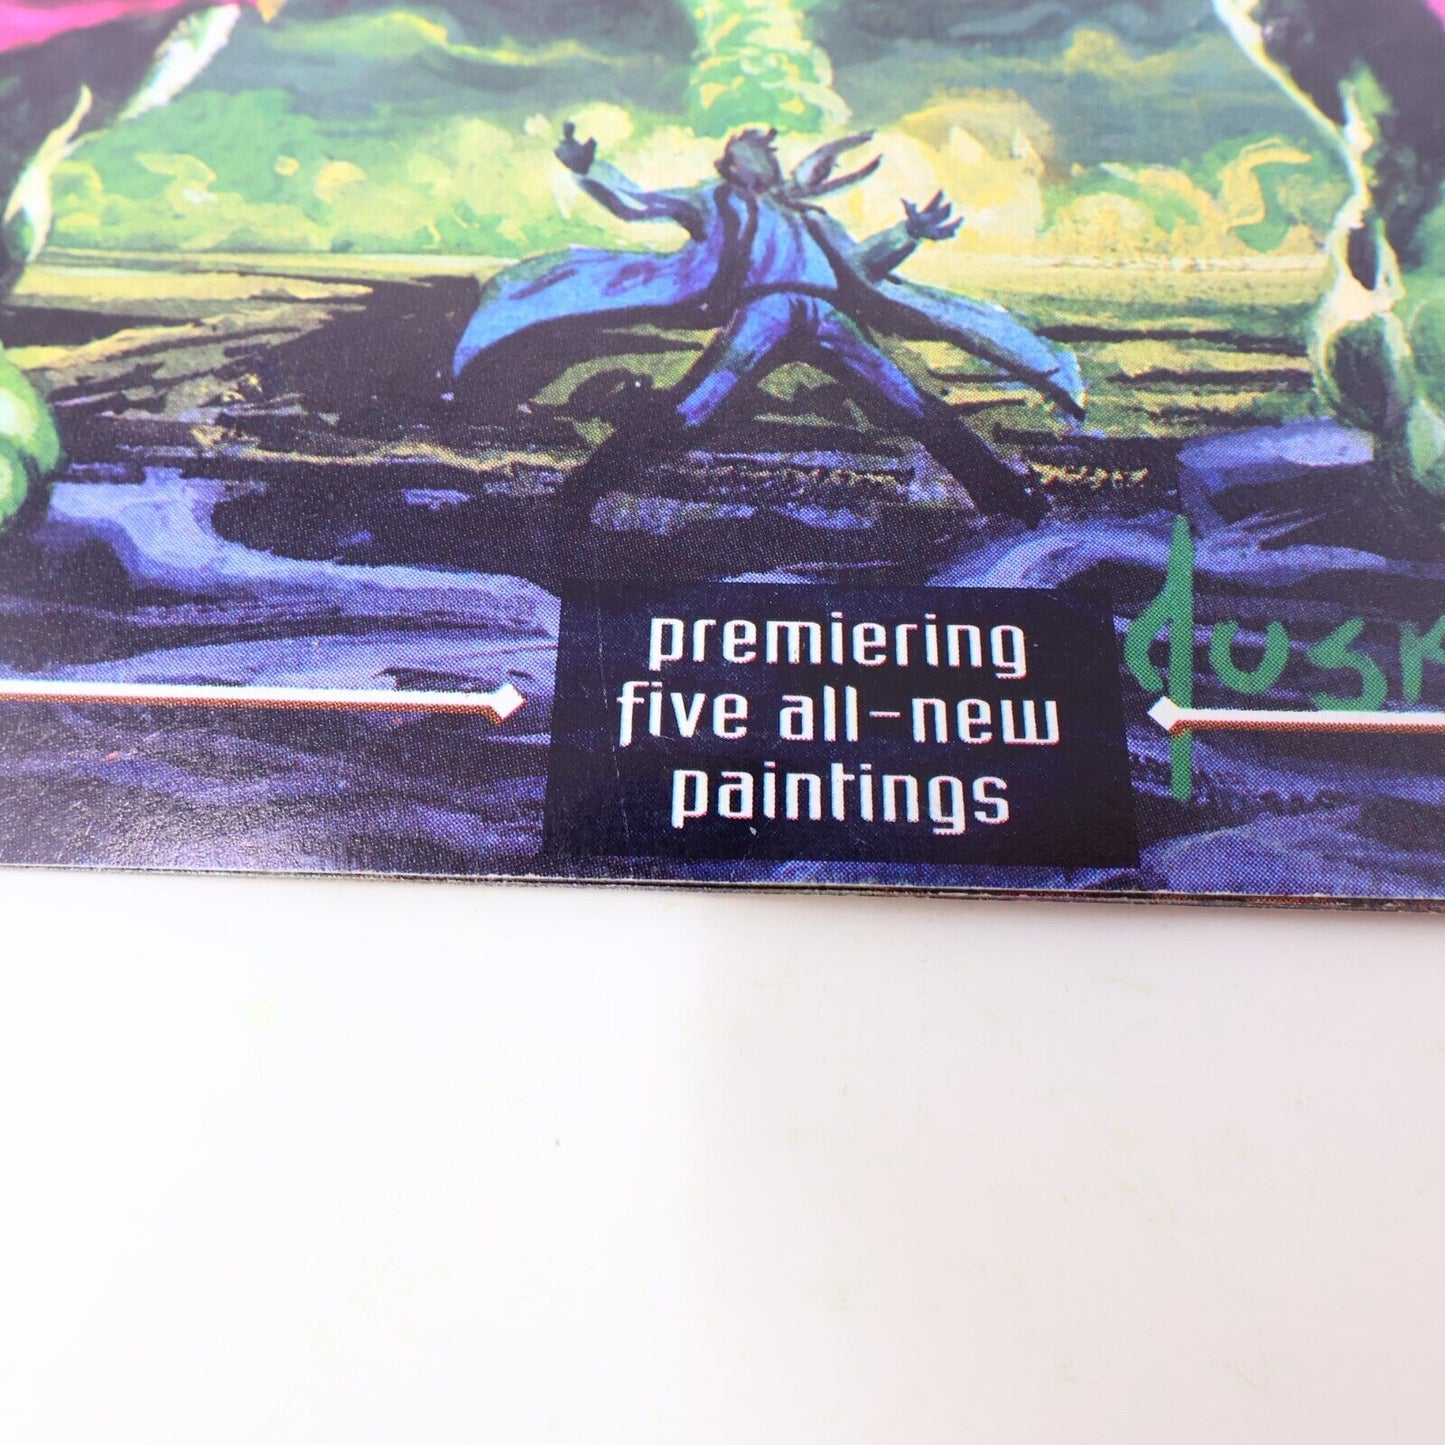 premiering
five all-new
paintings